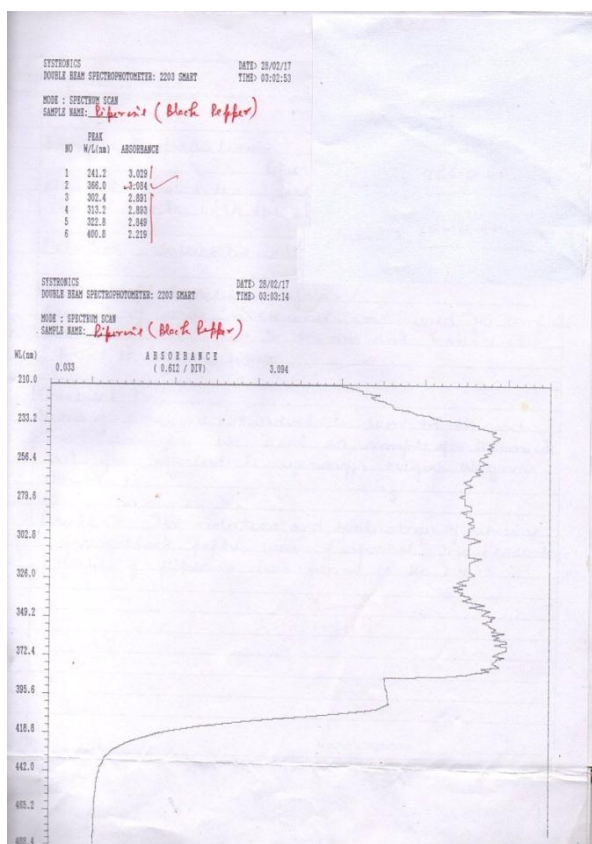 SYSTRONICS DATE> 28/02/17
DOUBLE BEAM SPECTROPHOTOMETER: 2203 SMART TIME> 03:02:53
MODE : SPECTRUM SCAN
SAMPLE NAME: Piperine (Black Pepper)
PEAK
NO W/L(nm) ABSORBANCE
1 241.2 3.029
2 366.0 3.084
3 302.4 2.891
4 313.2 2.893
5 322.8 2.849
6 400.8 2.219
SYSTRONICS DATE> 28/02/17
DOUBLE BEAM SPECTROPHOTOMETER: 2203 SMART TIME> 03:03:14
MODE : SPECTRUM SCAN
SAMPLE NAME: Piperine (Black Pepper)
WL(nm) ABSORBANCE
0.033 ( 0.612 / DIV) 3.094
210.0
233.2
256.4
279.6
302.8
326.0
349.2
372.4
395.6
418.8
442.0
465.2
488.4